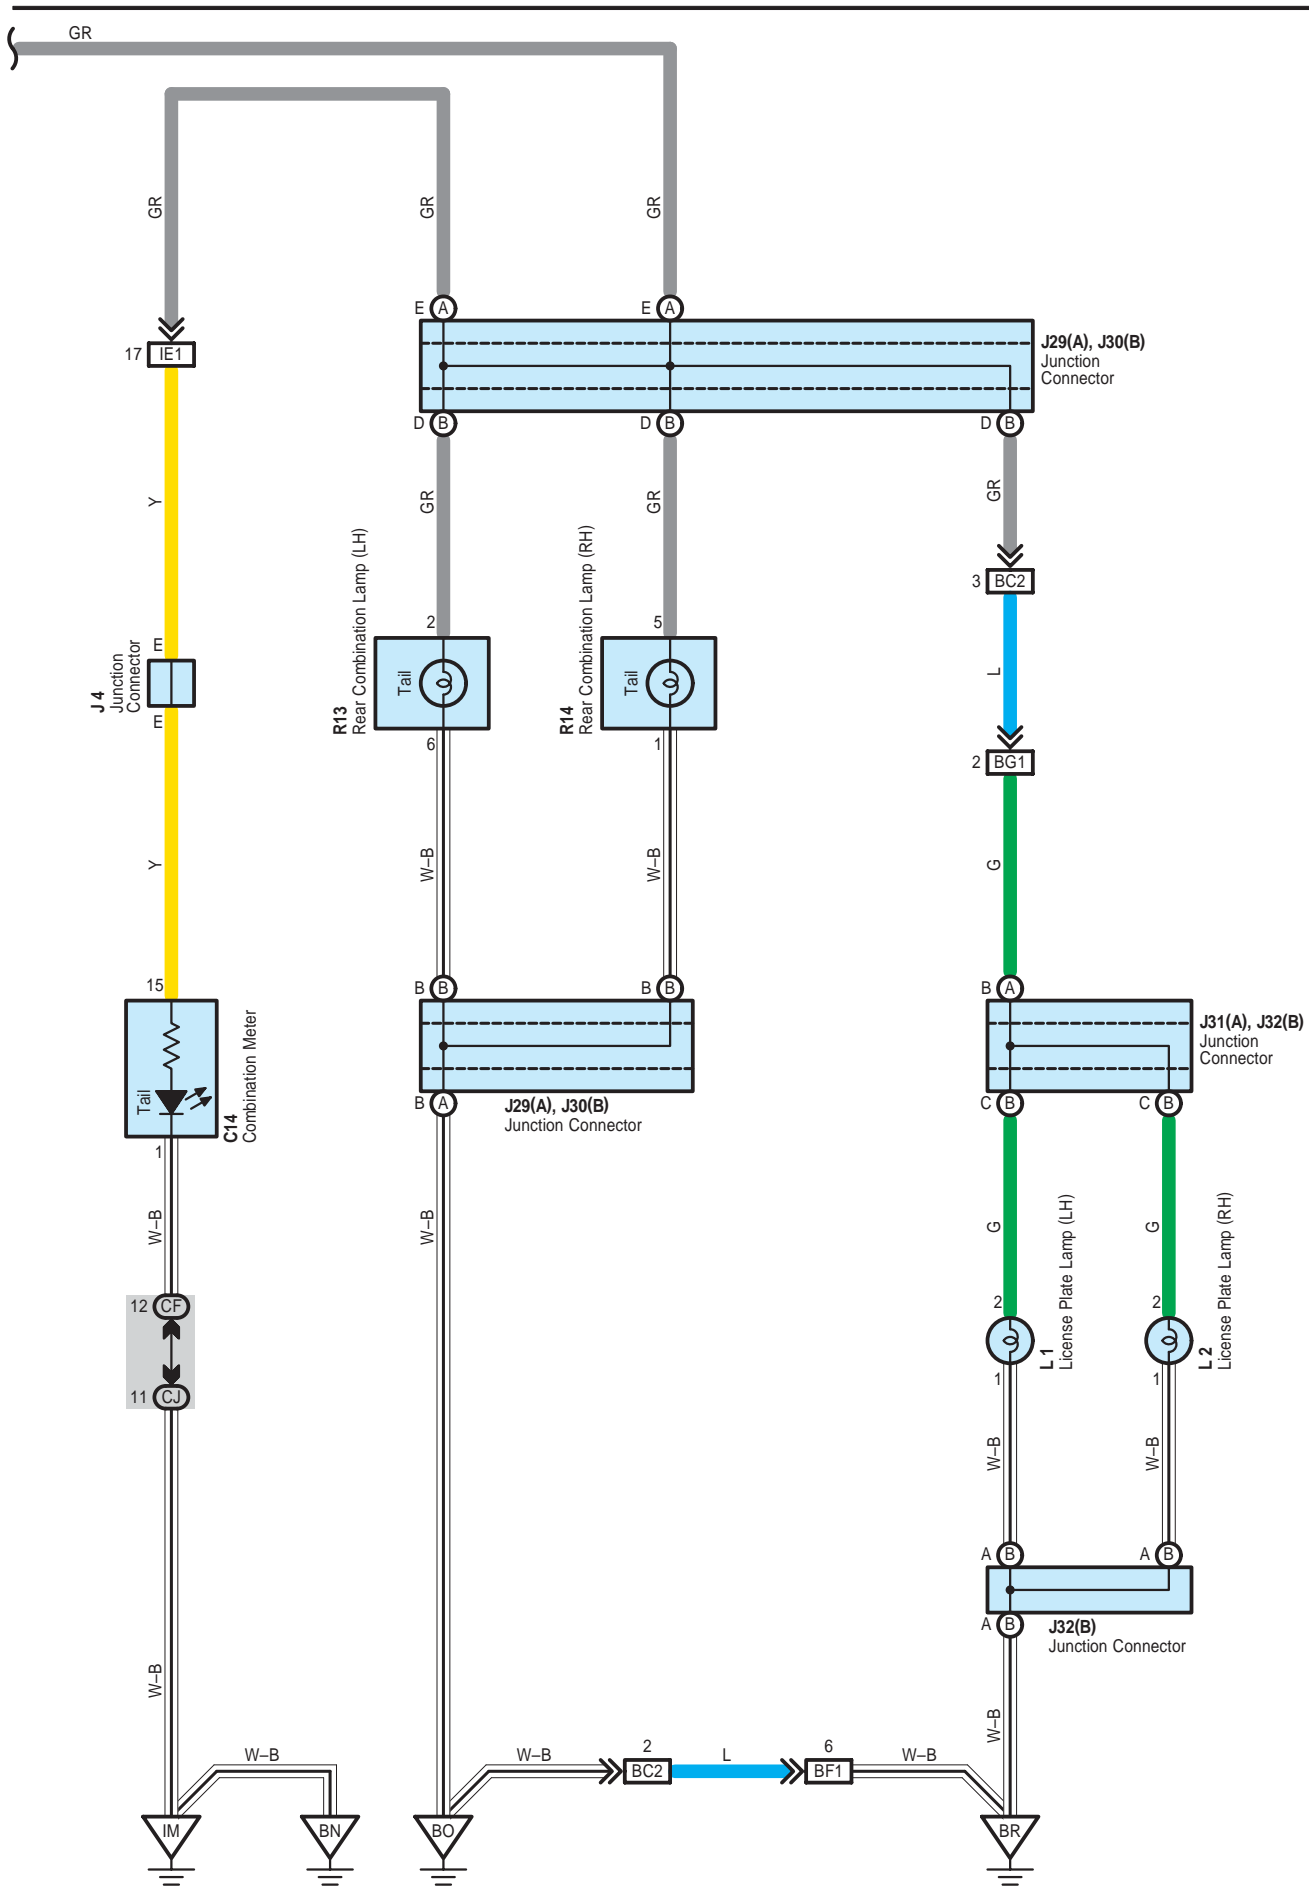 GR
GR
GR
GR
E A
E A
J29(A), J30(B)
Junction
Connector
17 IE1
D B
D B
D B
Y
GR
GR
GR
3 BC2
R13
Rear Combination Lamp (LH)
2
Tail
6
R14
Rear Combination Lamp (RH)
5
Tail
1
E
J 4
Junction
Connector
E
L
2 BG1
Y
W–B
W–B
G
15
B B
B B
B A
J31(A), J32(B)
Junction
Connector
Tail
C14
Combination Meter
1
B A
J29(A), J30(B)
Junction Connector
C B
C B
W–B
W–B
G
G
12 CF
11 CJ
2
L 1
License Plate Lamp (LH)
1
2
L 2
License Plate Lamp (RH)
1
W–B
W–B
A B
A B
A B
J32(B)
Junction Connector
W–B
W–B
W–B
W–B
2
BC2
L
6
BF1
W–B
IM
BN
BO
BR